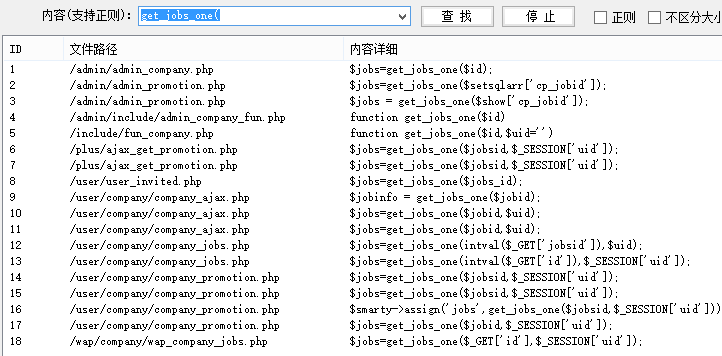 内容(支持正则): get_jobs_one( 查 找 停 止 正则 不区分大小
ID 文件路径 内容详细
1 /admin/admin_company.php $jobs=get_jobs_one($id);
2 /admin/admin_promotion.php $jobs=get_jobs_one($setsqlarr['cp_jobid']);
3 /admin/admin_promotion.php $jobs = get_jobs_one($show['cp_jobid']);
4 /admin/include/admin_company_fun.php function get_jobs_one($id)
5 /include/fun_company.php function get_jobs_one($id,$uid='')
6 /plus/ajax_get_promotion.php $jobs=get_jobs_one($jobsid,$_SESSION['uid']);
7 /plus/ajax_get_promotion.php $jobs=get_jobs_one($jobsid,$_SESSION['uid']);
8 /user/user_invited.php $jobs=get_jobs_one($jobs_id);
9 /user/company/company_ajax.php $jobinfo = get_jobs_one($jobid);
10 /user/company/company_ajax.php $jobs=get_jobs_one($jobid,$uid);
11 /user/company/company_ajax.php $jobs=get_jobs_one($jobid,$uid);
12 /user/company/company_jobs.php $jobs=get_jobs_one(intval($_GET['jobsid']),$uid);
13 /user/company/company_jobs.php $jobs=get_jobs_one(intval($_GET['id']),$_SESSION['uid']);
14 /user/company/company_promotion.php $jobs=get_jobs_one($jobsid,$_SESSION['uid']);
15 /user/company/company_promotion.php $jobs=get_jobs_one($jobsid,$_SESSION['uid']);
16 /user/company/company_promotion.php $smarty->assign('jobs',get_jobs_one($jobsid,$_SESSION['uid']))
17 /user/company/company_promotion.php $jobs=get_jobs_one($jobid,$_SESSION['uid']);
18 /wap/company/wap_company_jobs.php $jobs=get_jobs_one($_GET['id'],$_SESSION['uid']);